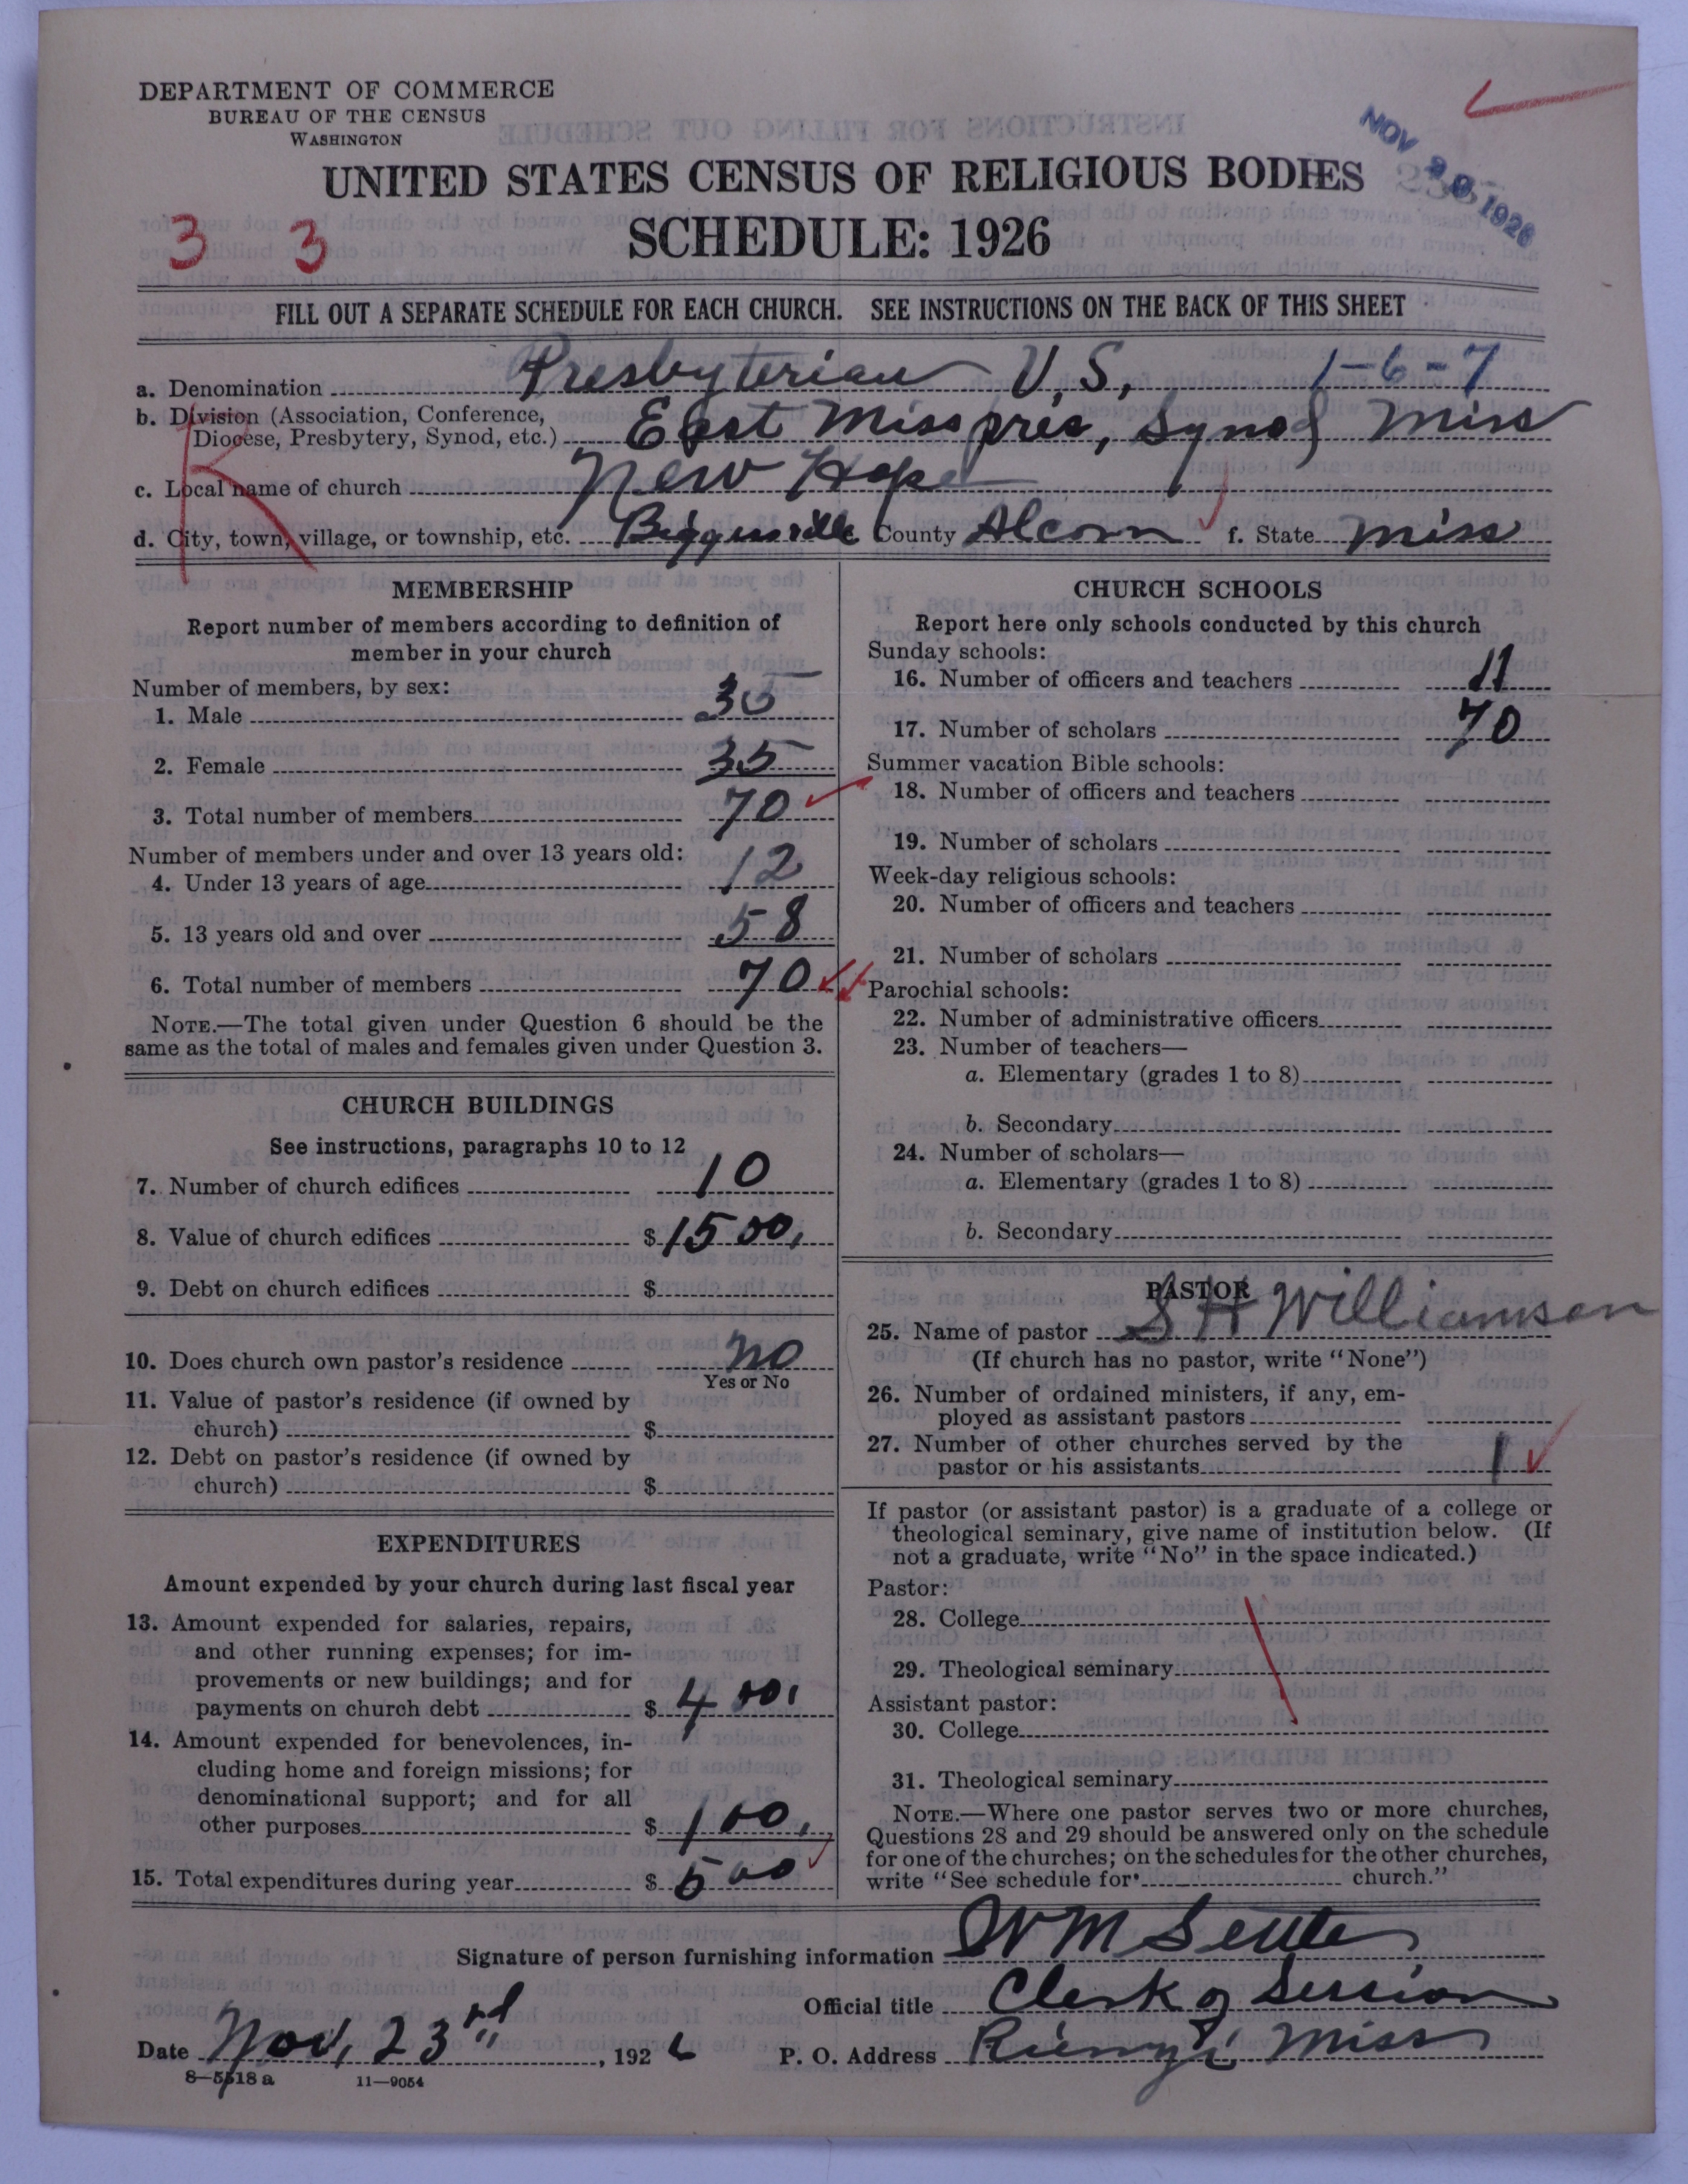 DEPARTMENT OF COMMERCE
BUREAU OF THE CENSUS
WASHINGTON
UNITED STATES CENSUS OF RELIGIOUS BODIES
SCHEDULE: 1926
NOV 1926
3 3
FILL OUT A SEPARATE SCHEDULE FOR EACH CHURCH. SEE INSTRUCTIONS ON THE BACK OF THIS SHEET
a. Denomination Presbyterian U.S, 1-6-7
b. Division (Association, Conference,
Diocese, Presbytery, Synod, etc.) East Miss pres, Synod Miss
c. Local name of church New Hope
d. City, town, village, or township, etc. Biggersville County Alcorn f. State Miss
R
MEMBERSHIP
Report number of members according to definition of
member in your church
Number of members, by sex:
1. Male 35
2. Female 35
3. Total number of members 70
Number of members under and over 13 years old:
4. Under 13 years of age 12
5. 13 years old and over 58
6. Total number of members 70
NOTE.—The total given under Question 6 should be the
same as the total of males and females given under Question 3.
CHURCH BUILDINGS
See instructions, paragraphs 10 to 12
7. Number of church edifices 10
8. Value of church edifices $ 1500,
9. Debt on church edifices $
10. Does church own pastor's residence no
Yes or No
11. Value of pastor's residence (if owned by
church) $
12. Debt on pastor's residence (if owned by
church) $
EXPENDITURES
Amount expended by your church during last fiscal year
13. Amount expended for salaries, repairs,
and other running expenses; for im-
provements or new buildings; and for
payments on church debt $ 400,
14. Amount expended for benevolences, in-
cluding home and foreign missions; for
denominational support; and for all
other purposes $ 100,
15. Total expenditures during year $ 500
CHURCH SCHOOLS
Report here only schools conducted by this church
Sunday schools:
16. Number of officers and teachers 11
17. Number of scholars 70
Summer vacation Bible schools:
18. Number of officers and teachers
19. Number of scholars
Week-day religious schools:
20. Number of officers and teachers
21. Number of scholars
Parochial schools:
22. Number of administrative officers
23. Number of teachers—
a. Elementary (grades 1 to 8)
b. Secondary
24. Number of scholars—
a. Elementary (grades 1 to 8)
b. Secondary
PASTOR
25. Name of pastor S H Williamson
(If church has no pastor, write "None")
26. Number of ordained ministers, if any, em-
ployed as assistant pastors
27. Number of other churches served by the
pastor or his assistants 1
If pastor (or assistant pastor) is a graduate of a college or
theological seminary, give name of institution below. (If
not a graduate, write "No" in the space indicated.)
Pastor:
28. College
29. Theological seminary
Assistant pastor:
30. College
31. Theological seminary
NOTE.—Where one pastor serves two or more churches,
Questions 28 and 29 should be answered only on the schedule
for one of the churches; on the schedules for the other churches,
write "See schedule for church."
Signature of person furnishing information W M
Official title Clerk of Session
Date Nov, 23rd, 1926 P. O. Address Rienzi, Miss
8—5518 a 11—9054